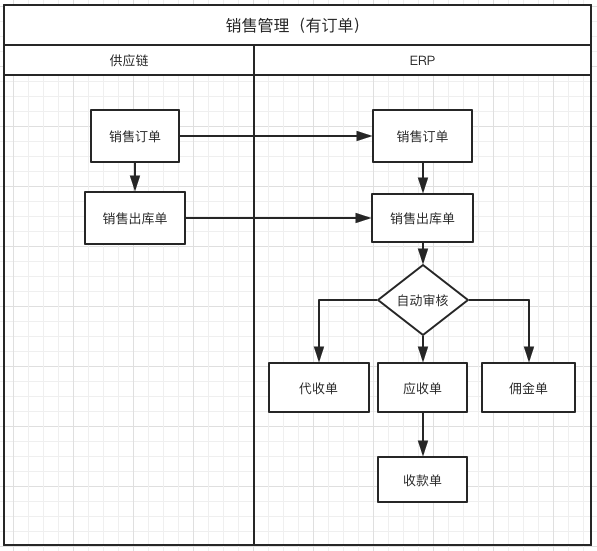 销售管理（有订单）
供应链
ERP
销售订单
销售订单
销售出库单
销售出库单
自动审核
代收单
应收单
佣金单
收款单